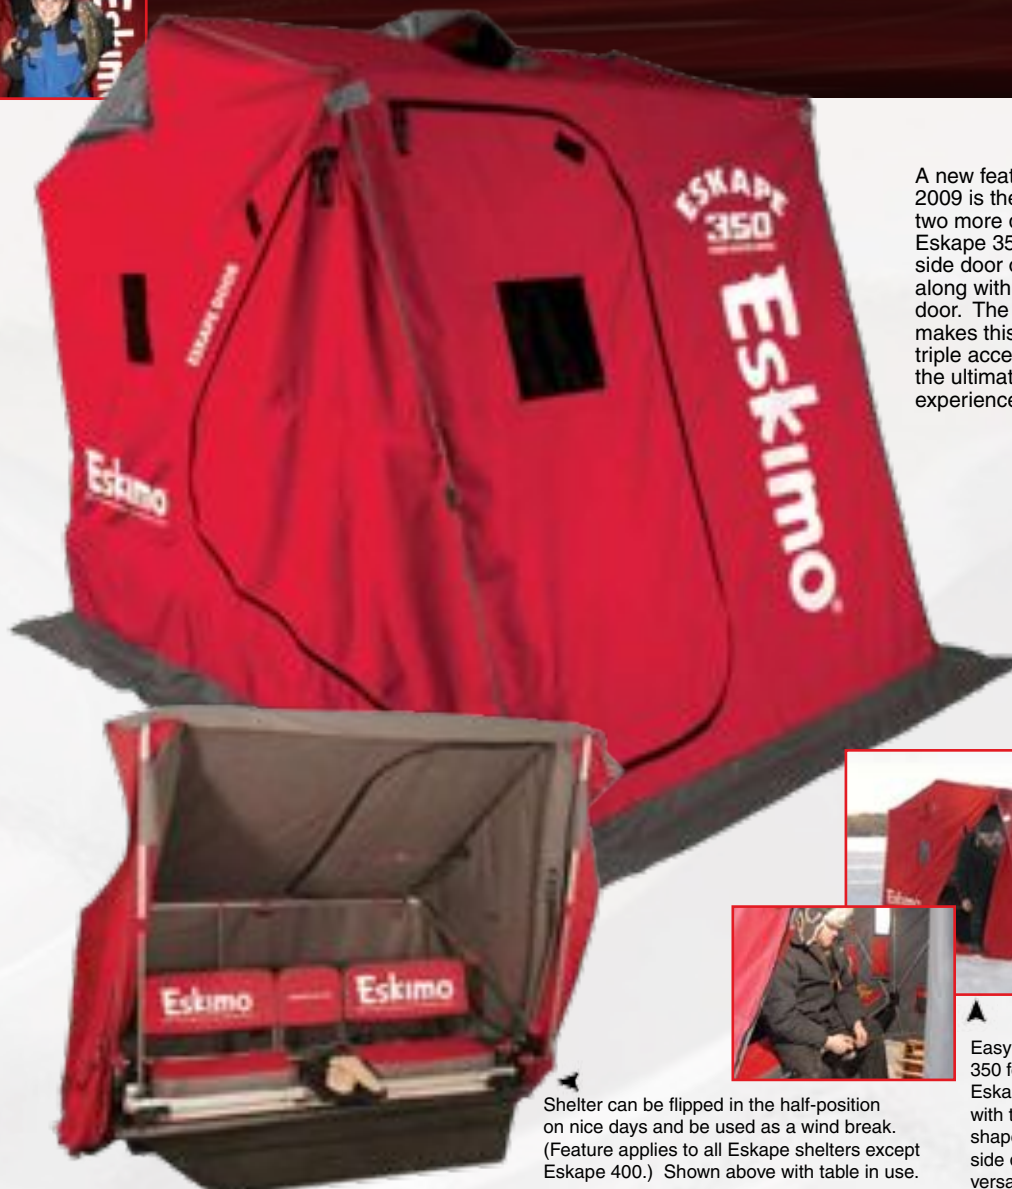 Eskimo
A new feat
2009 is the
two more d
Eskape 35
side door o
along with
door. The
makes this
triple acce
the ultimat
experience
ESKAPE
350
Eskimo
ESKAPE DOOR
Eskimo
Eskimo
Eskimo
Eskimo
Shelter can be flipped in the half-position
on nice days and be used as a wind break.
(Feature applies to all Eskape shelters except
Eskape 400.) Shown above with table in use.
Easy
350 f
Eska
with t
shape
side o
versa